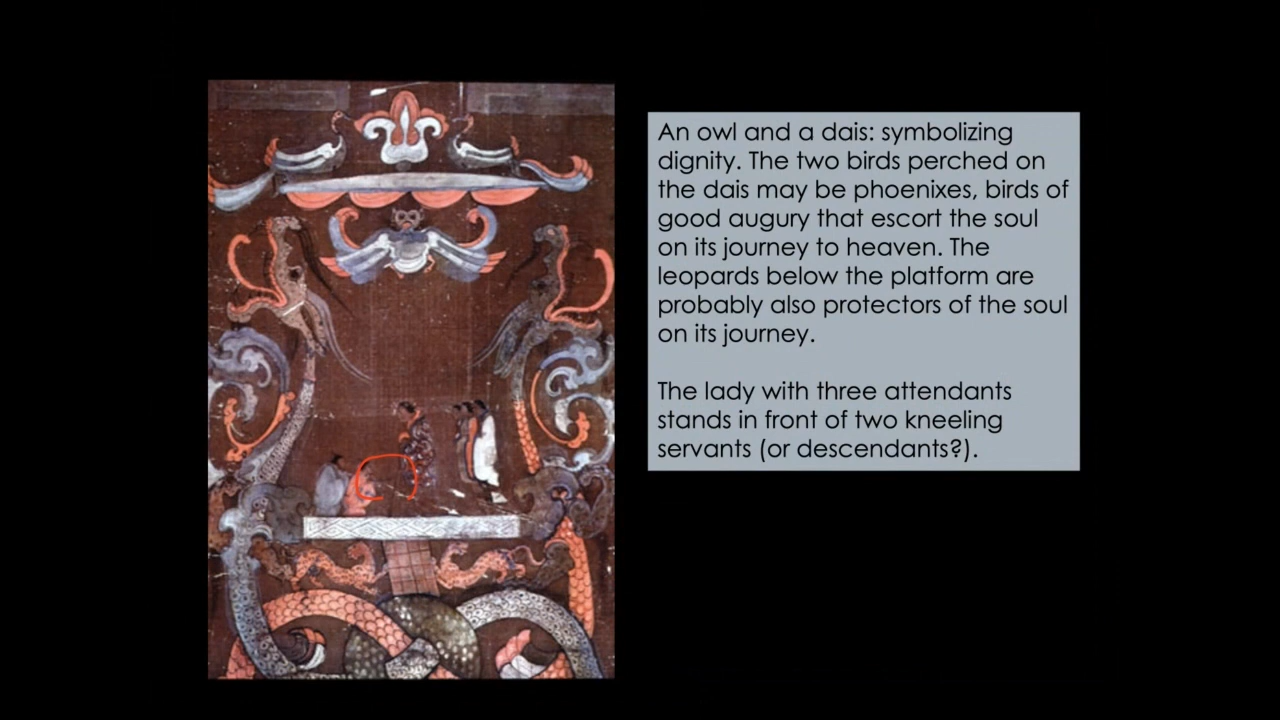 An owl and a dais: symbolizing
dignity. The two birds perched on
the dais may be phoenixes, birds of
good augury that escort the soul
on its journey to heaven. The
leopards below the platform are
probably also protectors of the soul
on its journey.
The lady with three attendants
stands in front of two kneeling
servants (or descendants?).